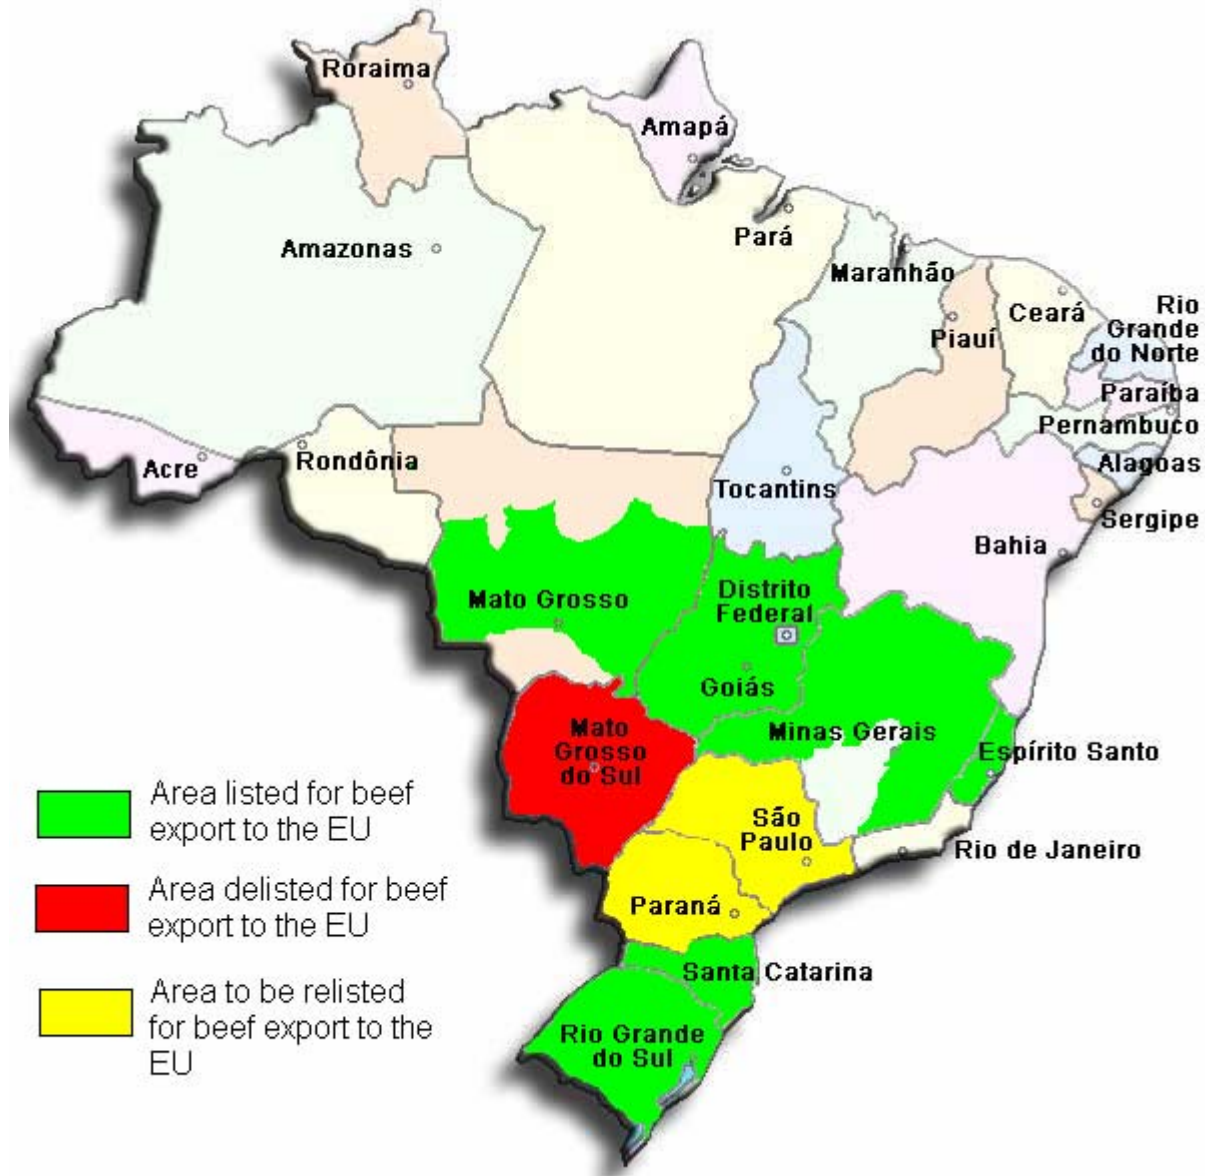 Roraima
Amapá
Amazonas
Pará
Maranhão
Ceará
Rio
Grande
do Norte
Piauí
Paraíba
Pernambuco
Acre
Rondônia
Alagoas
Tocantins
Sergipe
Bahia
Mato Grosso
Distrito
Federal
Goiás
Minas Gerais
Espírito Santo
Mato
Grosso
do Sul
São
Paulo
Rio de Janeiro
Paraná
Santa Catarina
Rio Grande
do Sul
Area listed for beef
export to the EU
Area delisted for beef
export to the EU
Area to be relisted
for beef export to the
EU